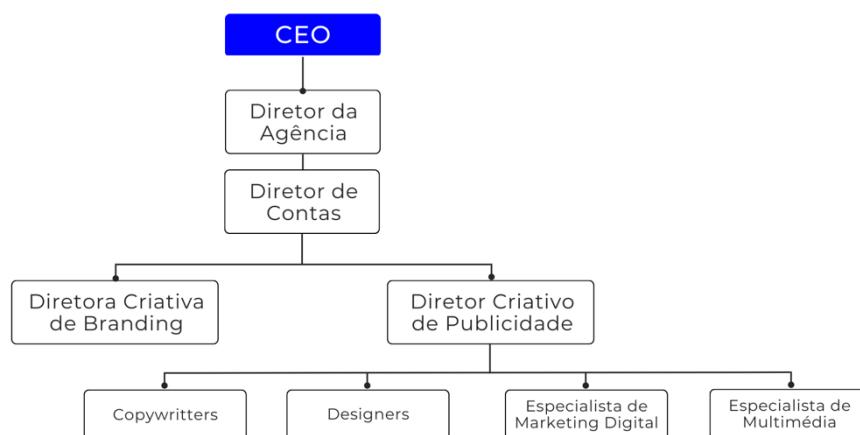 CEO
Diretor da
Agência
Diretor de
Contas
Diretora Criativa
de Branding
Diretor Criativo
de Publicidade
Copywritters
Designers
Especialista de
Marketing Digital
Especialista de
Multimédia